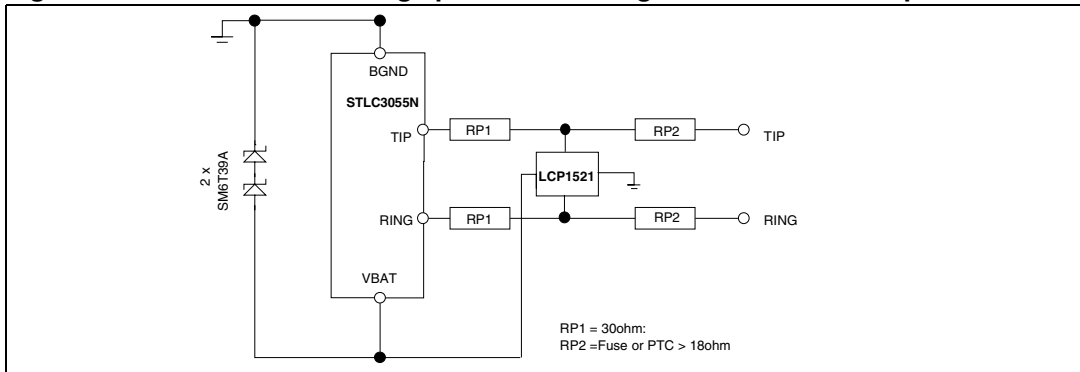 BGND
STLC3055N
TIP
RP1
RP2
TIP
2 x
SM6T39A
LCP1521
RING
RP1
RP2
RING
VBAT
RP1 = 30ohm:
RP2 =Fuse or PTC > 18ohm